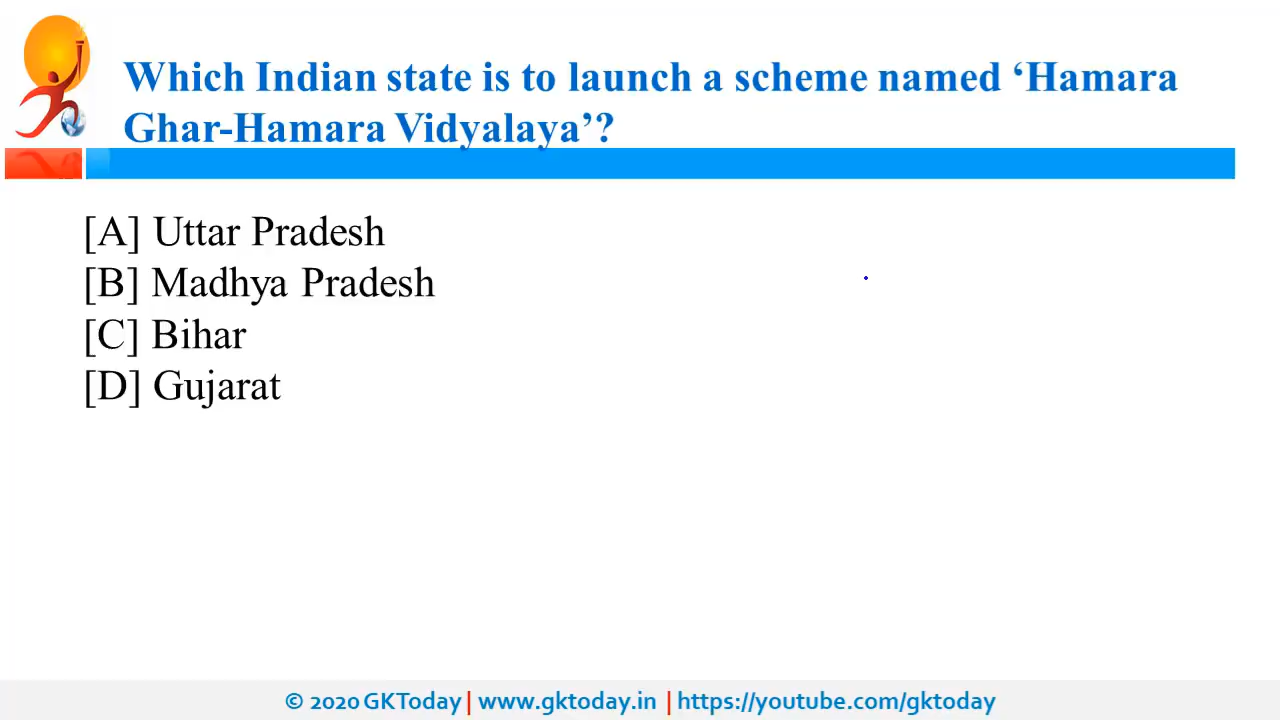 Which Indian state is to launch a scheme named ‘Hamara
Ghar-Hamara Vidyalaya’?
[A] Uttar Pradesh
[B] Madhya Pradesh
[C] Bihar
[D] Gujarat
© 2020 GKToday | www.gktoday.in | https://youtube.com/gktoday